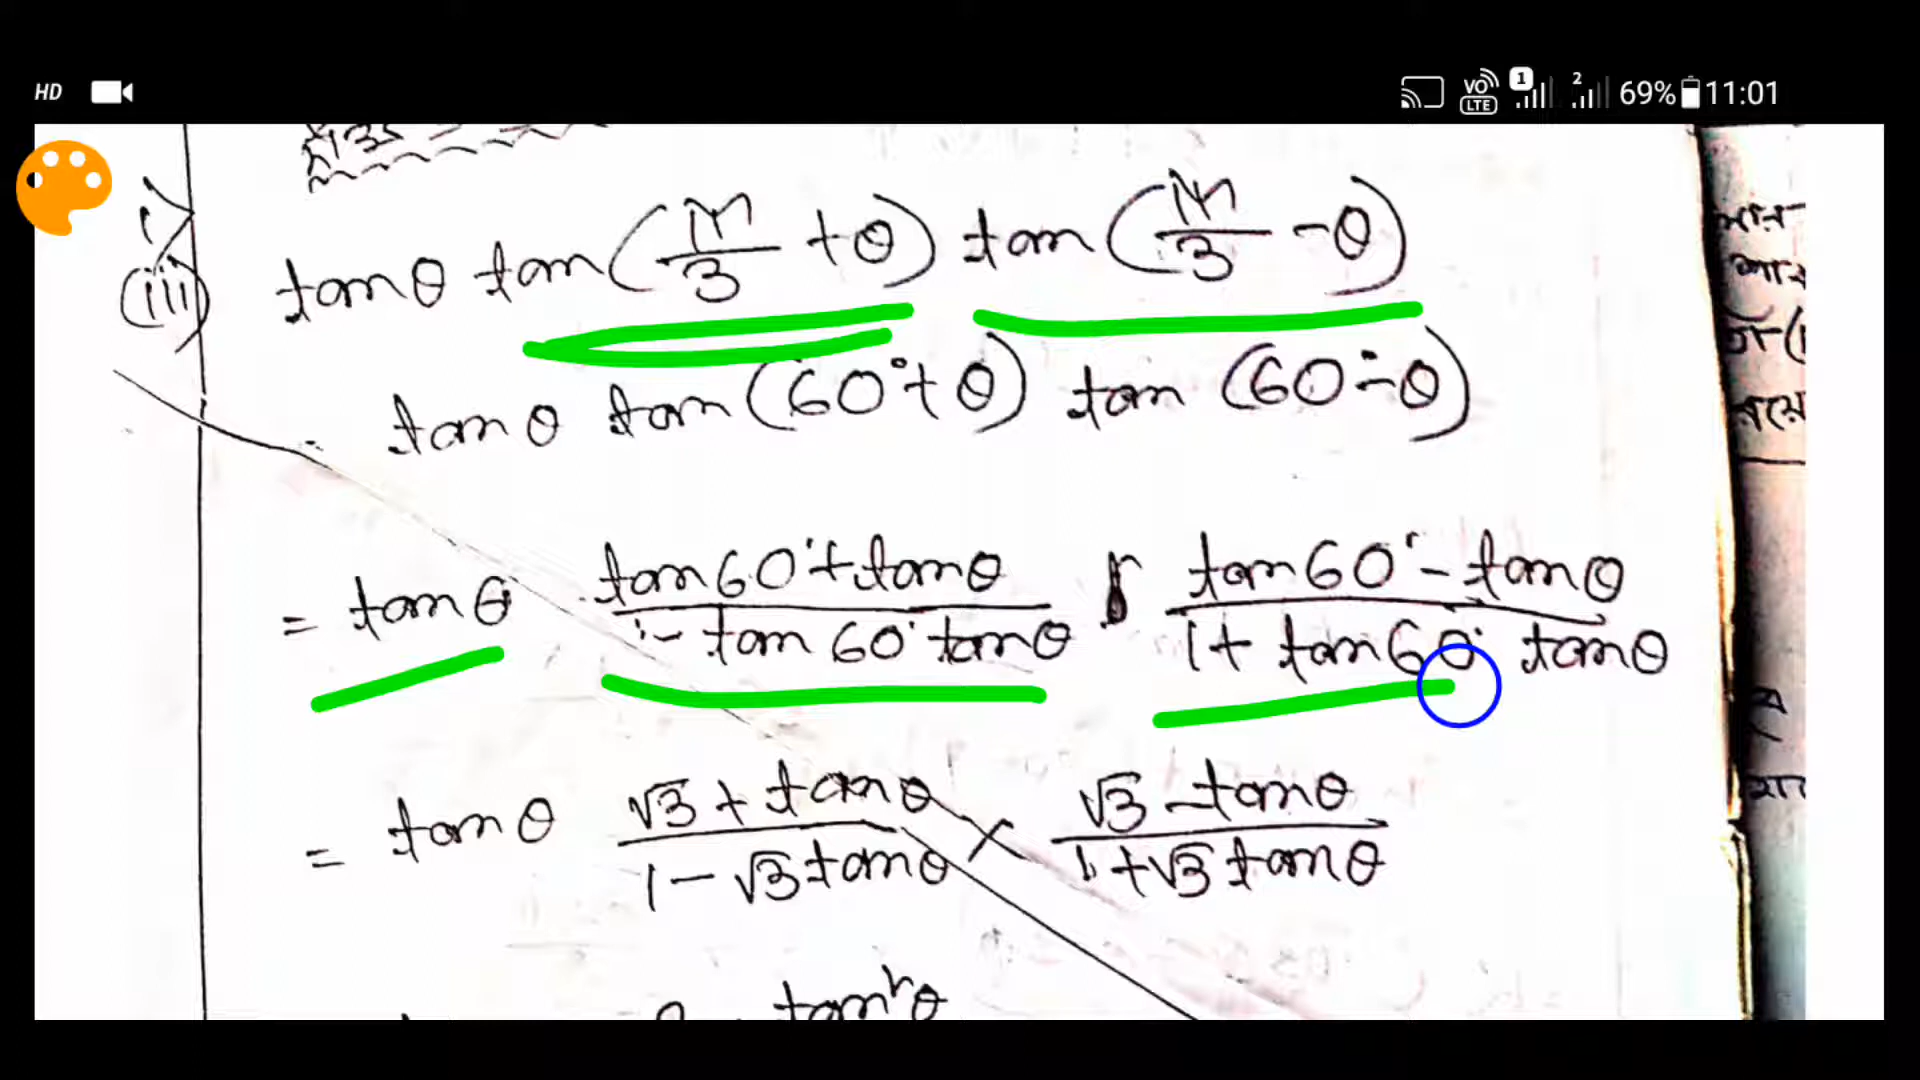 HD VO LTE 1 2 69% 11:01
(iii) tanθ tan(π/3 + θ) tan(π/3 - θ)
tanθ tan(60° + θ) tan(60° - θ)
= tanθ · (tan60° + tanθ)/(1 - tan60° tanθ) · (tan60° - tanθ)/(1 + tan60° tanθ)
= tanθ (√3 + tanθ)/(1 - √3 tanθ) × (√3 - tanθ)/(1 + √3 tanθ)
tan²θ